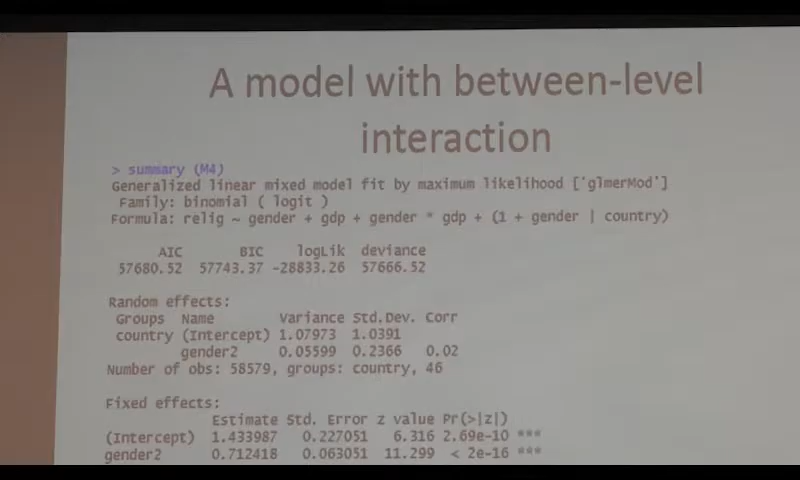 A model with between-level
interaction
> summary (M4)
Generalized linear mixed model fit by maximum likelihood ['glmerMod']
Family: binomial ( logit )
Formula: relig ~ gender + gdp + gender * gdp + (1 + gender | country)
AIC BIC logLik deviance
57680.52 57743.37 -28833.26 57666.52
Random effects:
Groups Name Variance Std.Dev. Corr
country (Intercept) 1.07973 1.0391
gender2 0.05599 0.2366 0.02
Number of obs: 58579, groups: country, 46
Fixed effects:
Estimate Std. Error z value Pr(>|z|)
(Intercept) 1.433987 0.227051 6.316 2.69e-10 ***
gender2 0.712418 0.063051 11.299 < 2e-16 ***